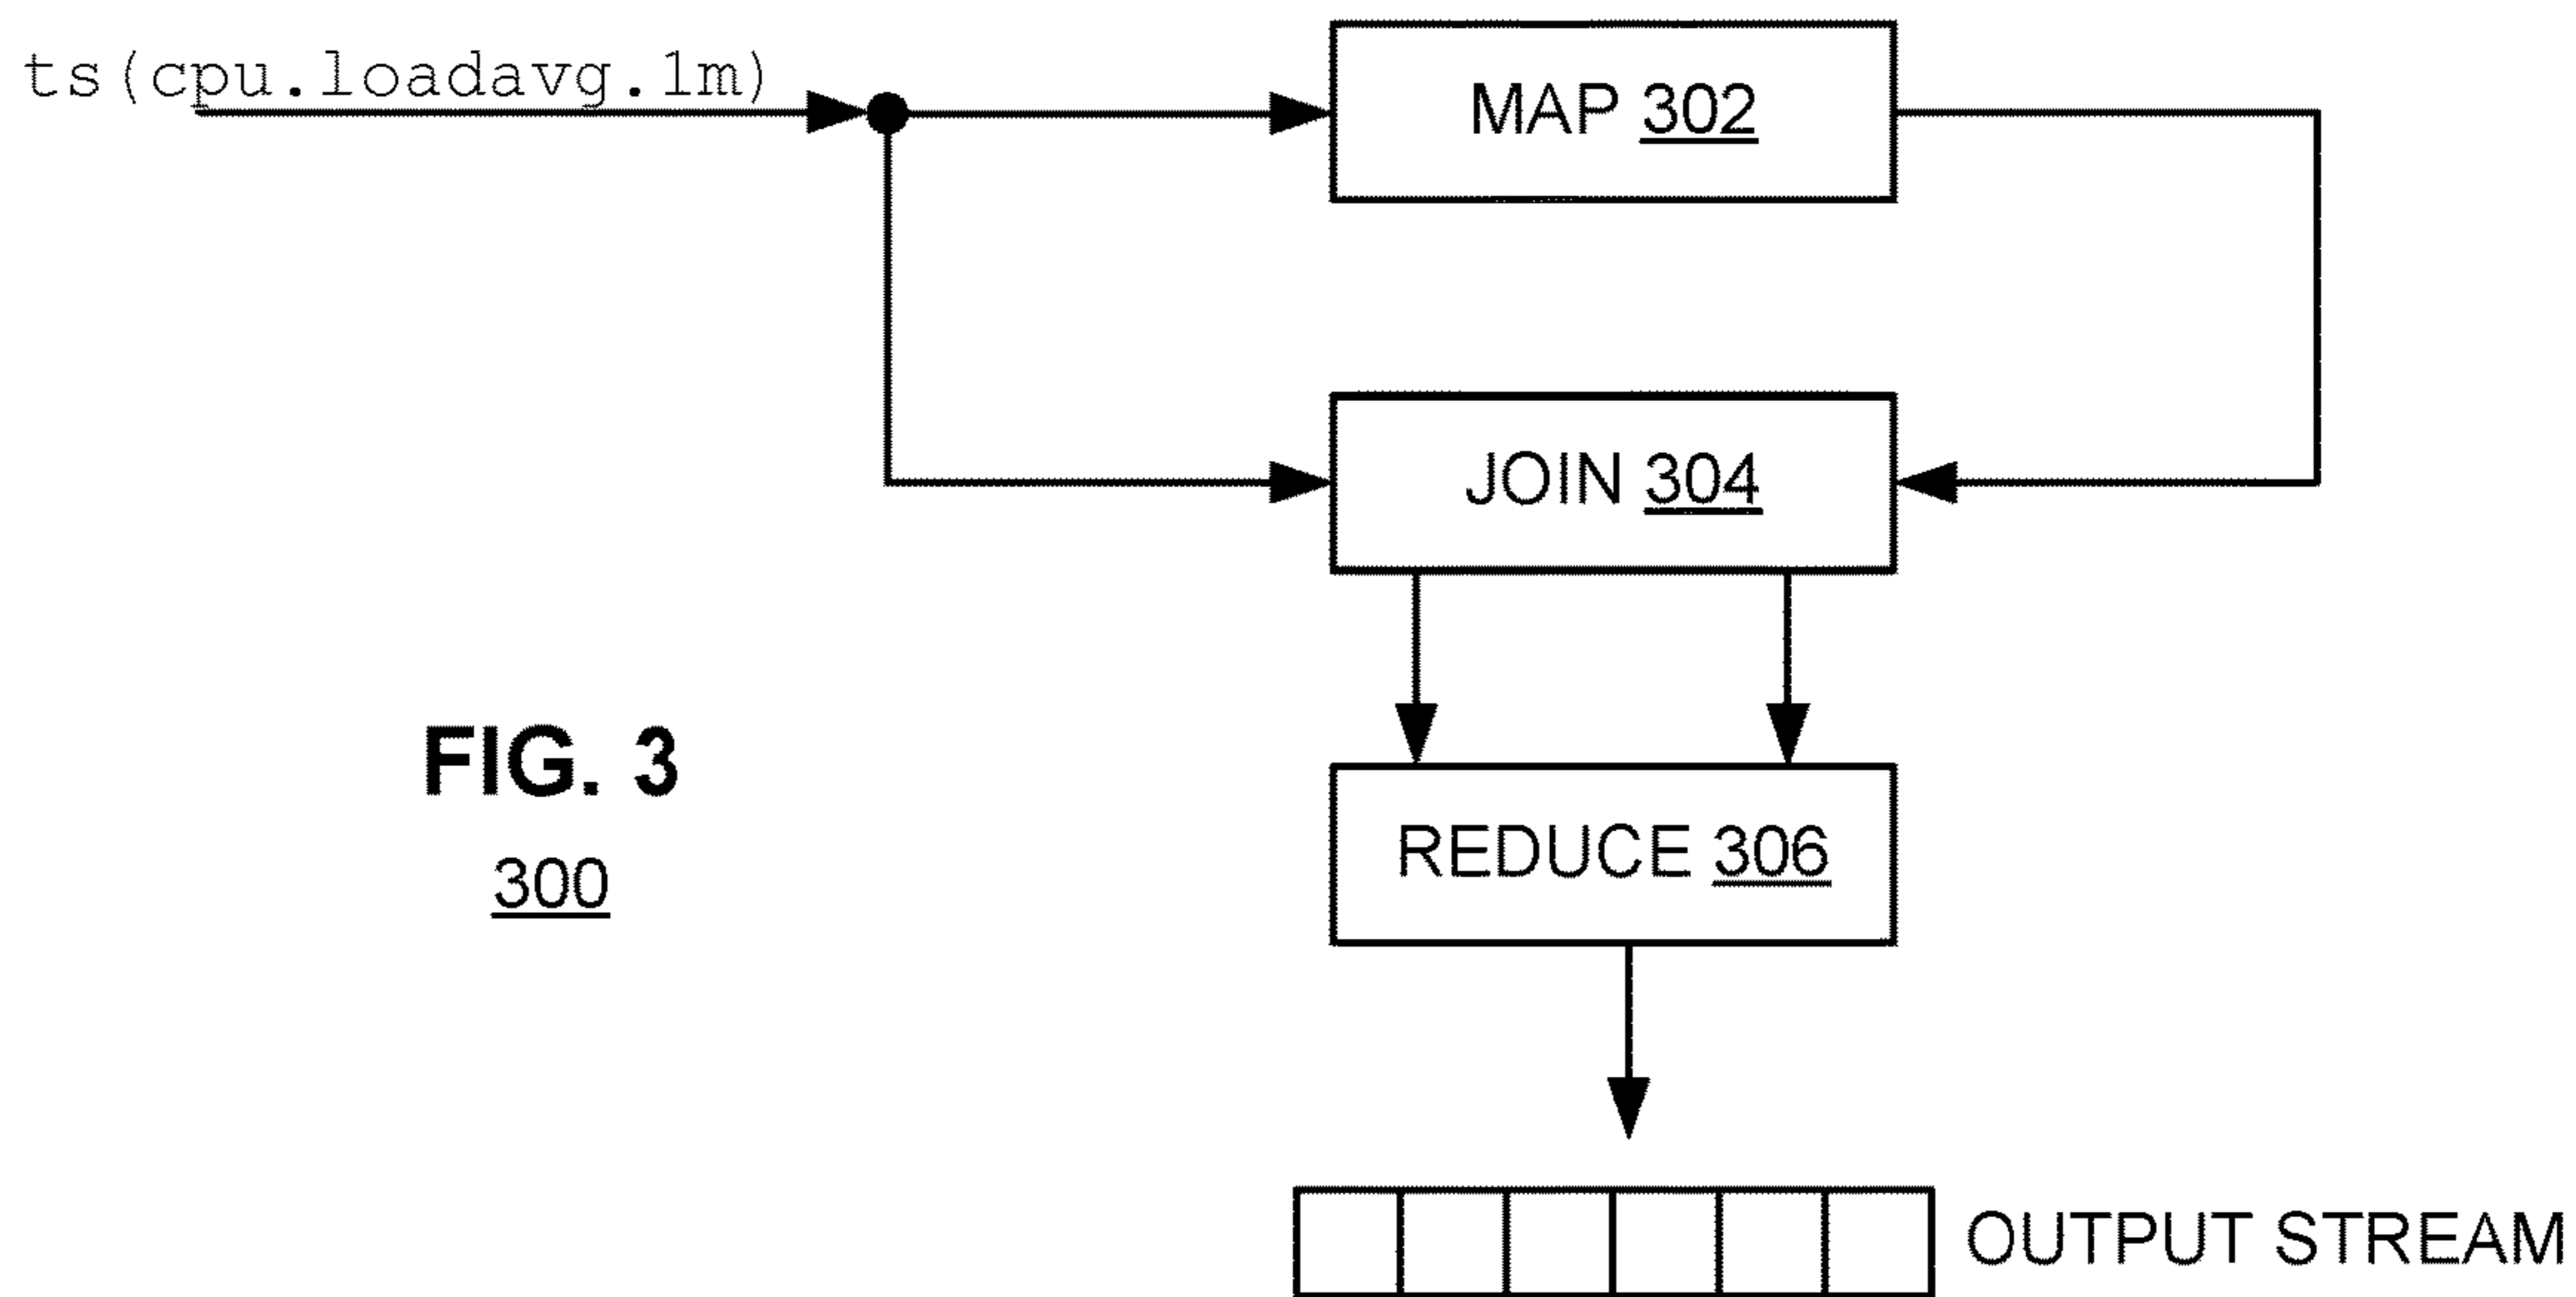 ts(cpu.loadavg.1m)
MAP 302
JOIN 304
REDUCE 306
FIG. 3
300
OUTPUT STREAM